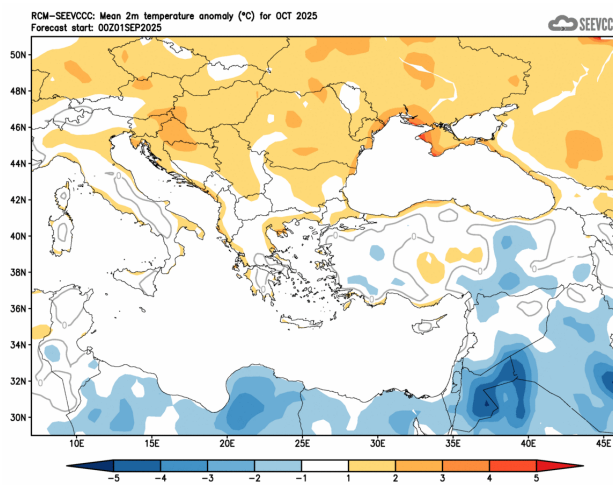 RCM-SEEVCCC: Mean 2m temperature anomaly (°C) for OCT 2025
Forecast start: 00Z01SEP2025
SEEVCCC
50N
48N
46N
44N
42N
40N
38N
36N
34N
32N
30N
10E 15E 20E 25E 30E 35E 40E 45E
-5 -4 -3 -2 -1 1 2 3 4 5